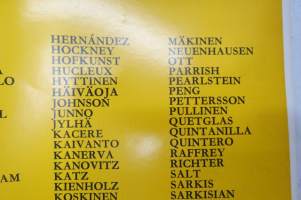 HERNÁNDEZ
HOCKNEY
HOFKUNST
HUCLEUX
HYTTINEN
HÄIVÄOJA
JOHNSON
JUNNO
JYLHÄ
KACERE
KAIVANTO
KANERVA
KANOVITZ
KATZ
KIENHOLZ
KOSKINEN
MÄKINEN
NEUENHAUSEN
OTT
PARRISH
PEARLSTEIN
PENG
PETTERSSON
PULLINEN
QUETGLAS
QUINTANILLA
QUINTERO
RAFFREY
RICHTER
SALT
SARKIS
SARKISIAN